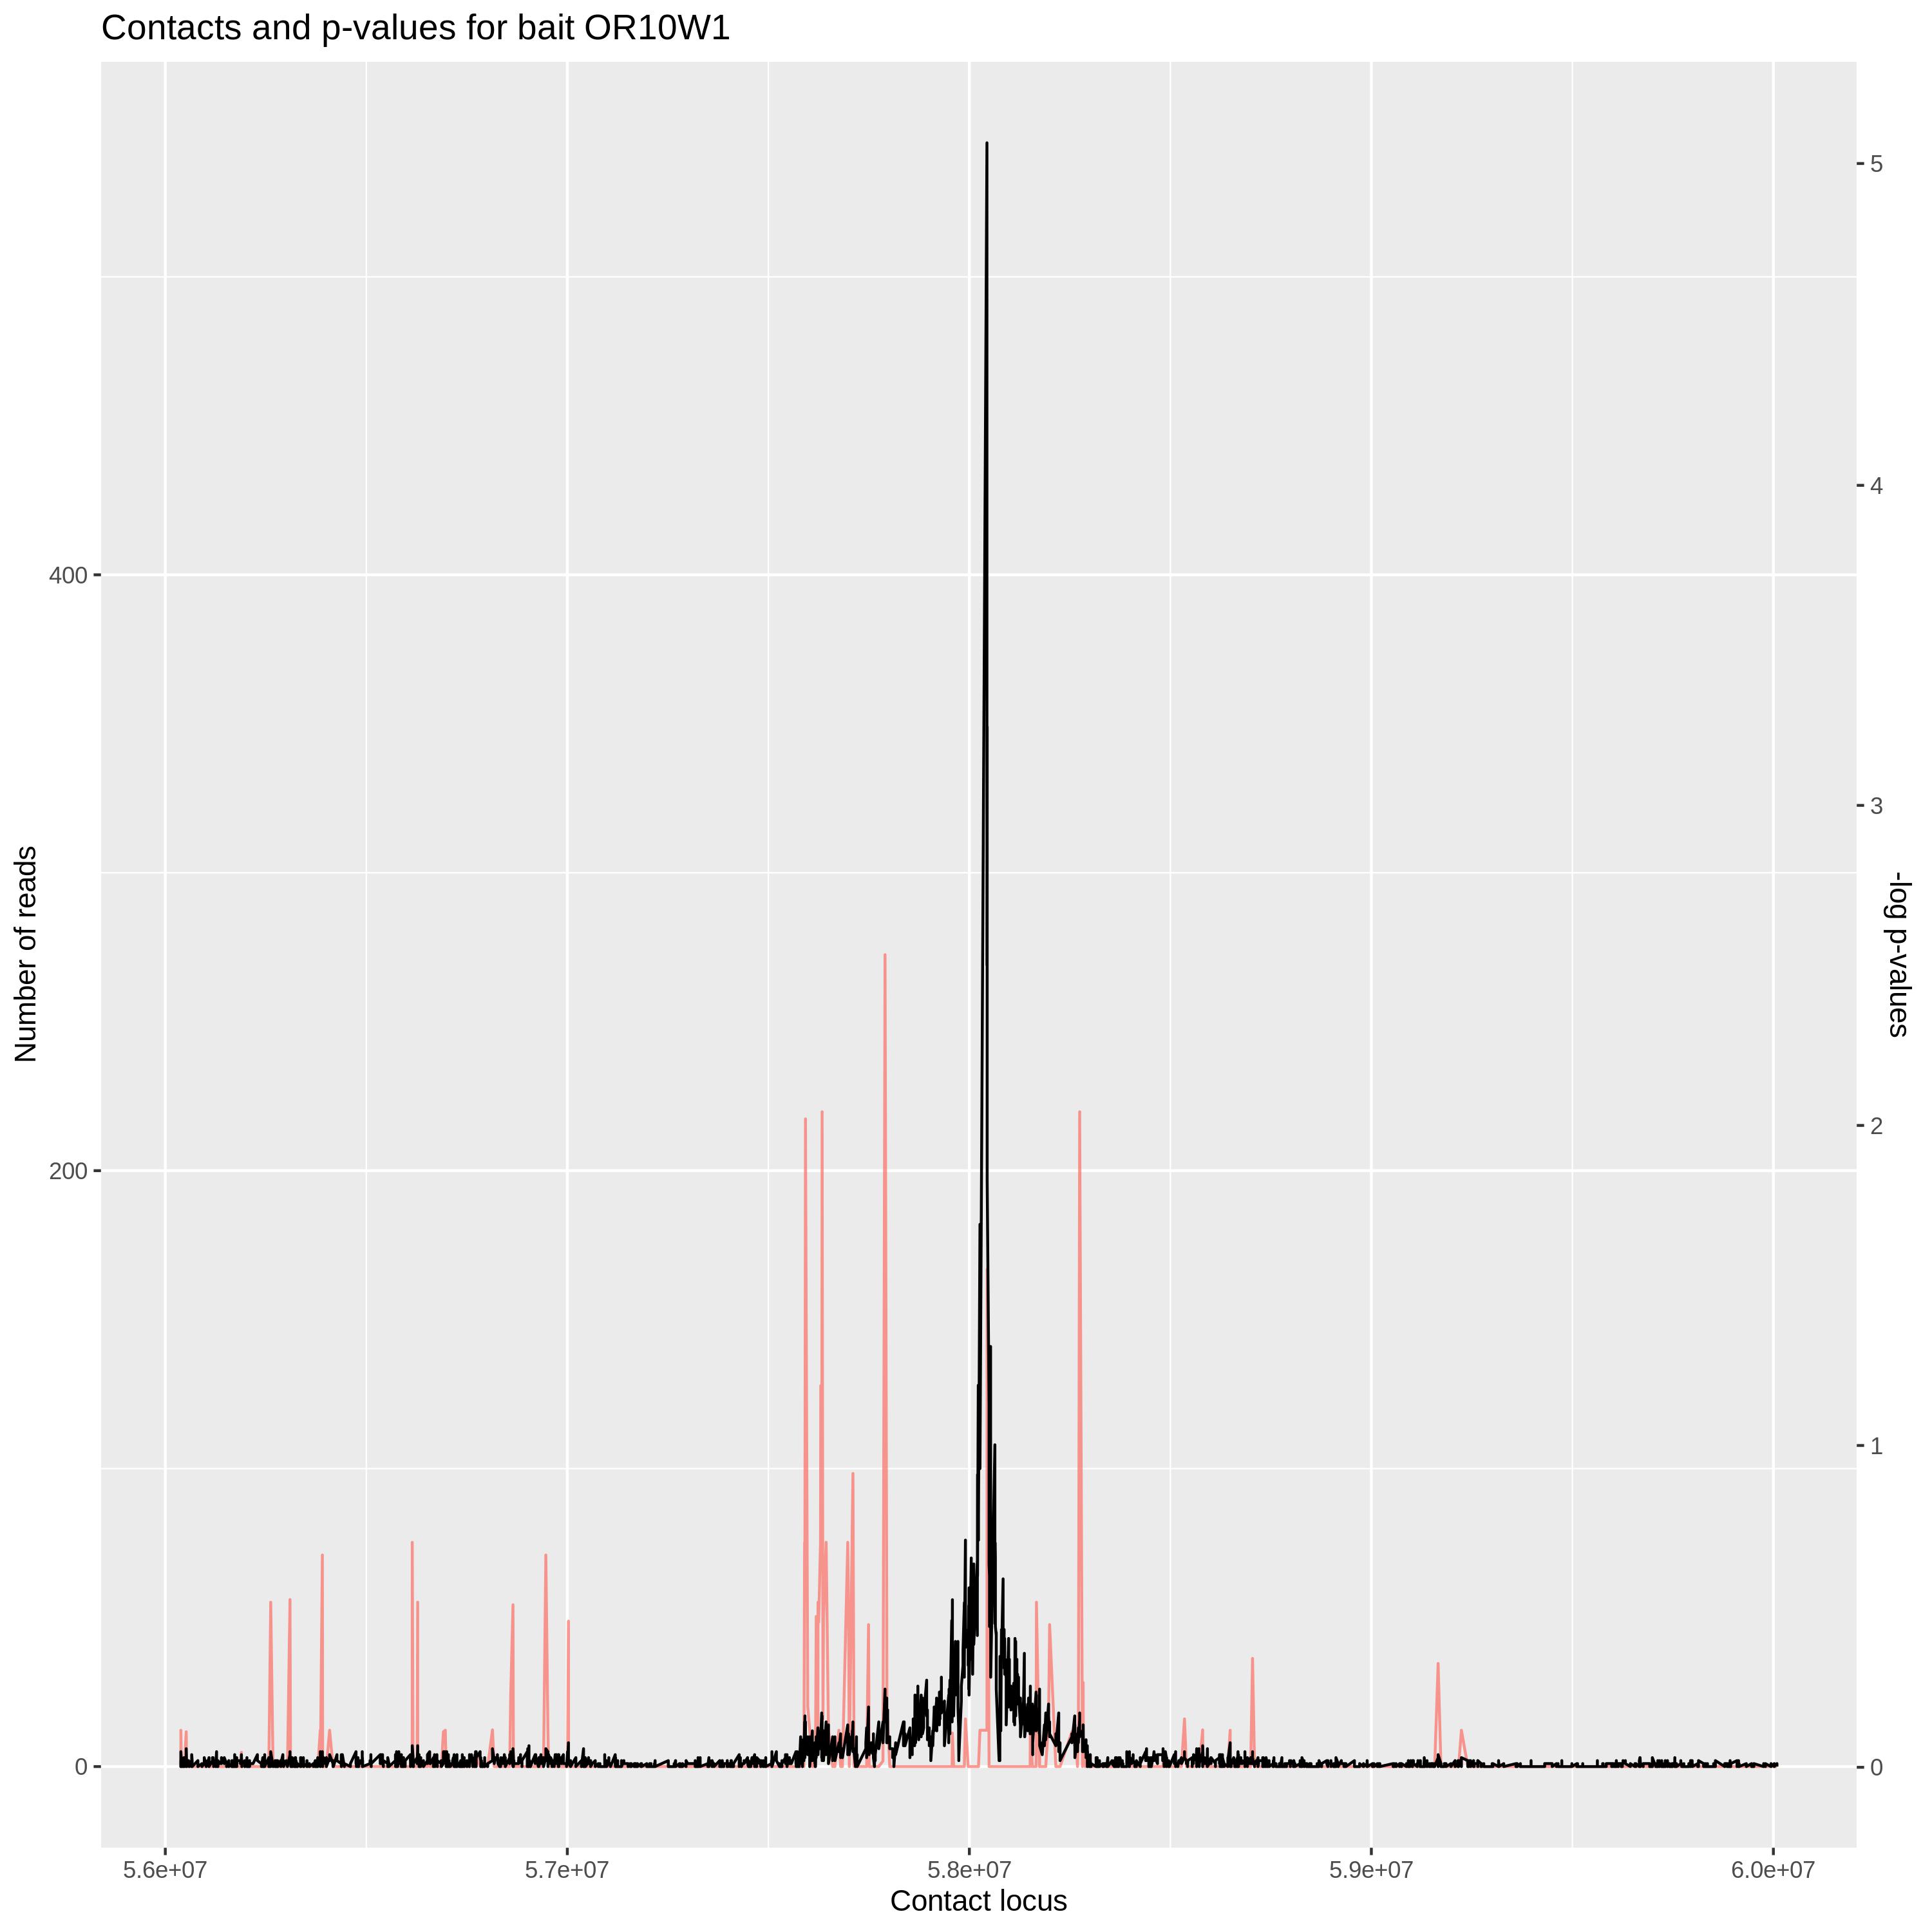 Contacts and p-values for bait OR10W1
Number of reads
400
200
0
5
4
3
2
1
0
-log p-values
5.6e+07
5.7e+07
5.8e+07
5.9e+07
6.0e+07
Contact locus